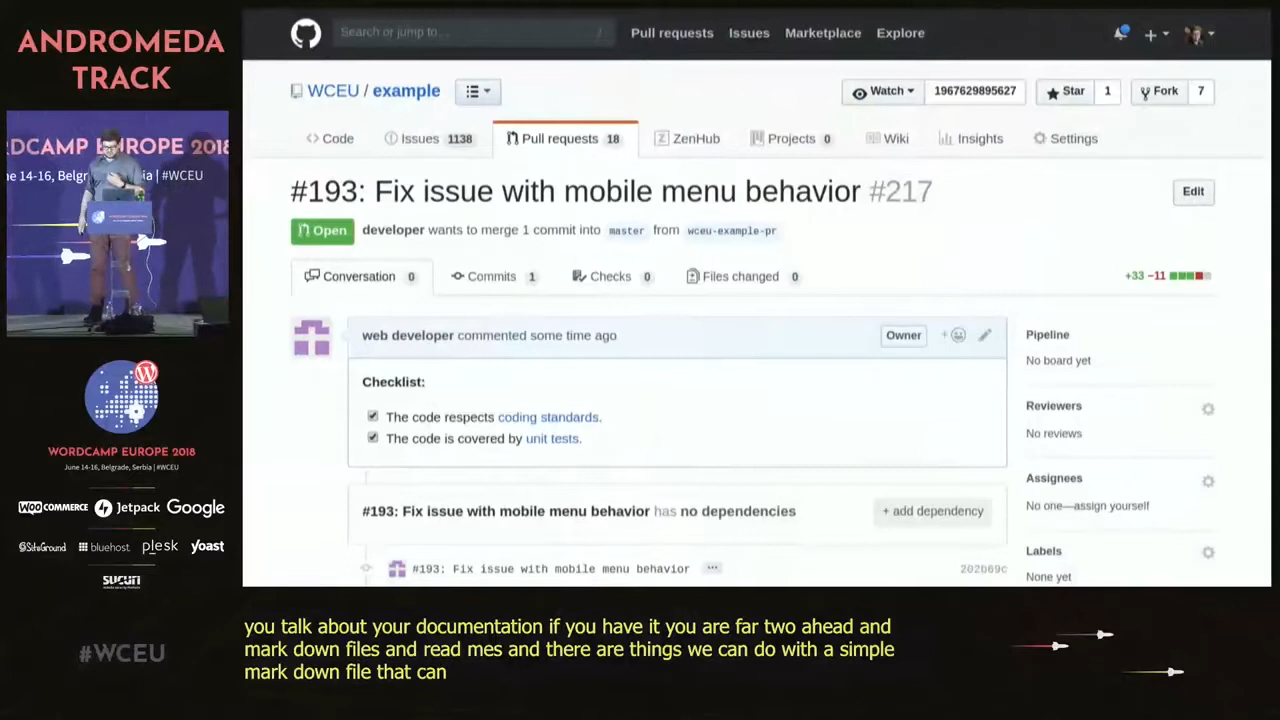 ANDROMEDA
TRACK
RDCAMP EUROPE 2018
ne 14-16, Belgra
ia | #WCEU
WORDCAMP EUROPE 2018
June 14-16, Belgrade, Serbia | #WCEU
WOO COMMERCE Jetpack Google
SiteGround bluehost plesk yoast
SUCURI
#WCEU
Search or jump to… /
Pull requests Issues Marketplace Explore
WCEU / example
Watch 1967629895627 Star 1 Fork 7
Code Issues 1138 Pull requests 18 ZenHub Projects 0 Wiki Insights Settings
#193: Fix issue with mobile menu behavior #217
Edit
Open developer wants to merge 1 commit into master from wceu-example-pr
Conversation 0 Commits 1 Checks 0 Files changed 0 +33 −11
web developer commented some time ago Owner
Checklist:
The code respects coding standards.
The code is covered by unit tests.
#193: Fix issue with mobile menu behavior has no dependencies + add dependency
#193: Fix issue with mobile menu behavior ··· 202b69c
Pipeline
No board yet
Reviewers
No reviews
Assignees
No one—assign yourself
Labels
None yet
you talk about your documentation if you have it you are far two ahead and
mark down files and read mes and there are things we can do with a simple
mark down file that can